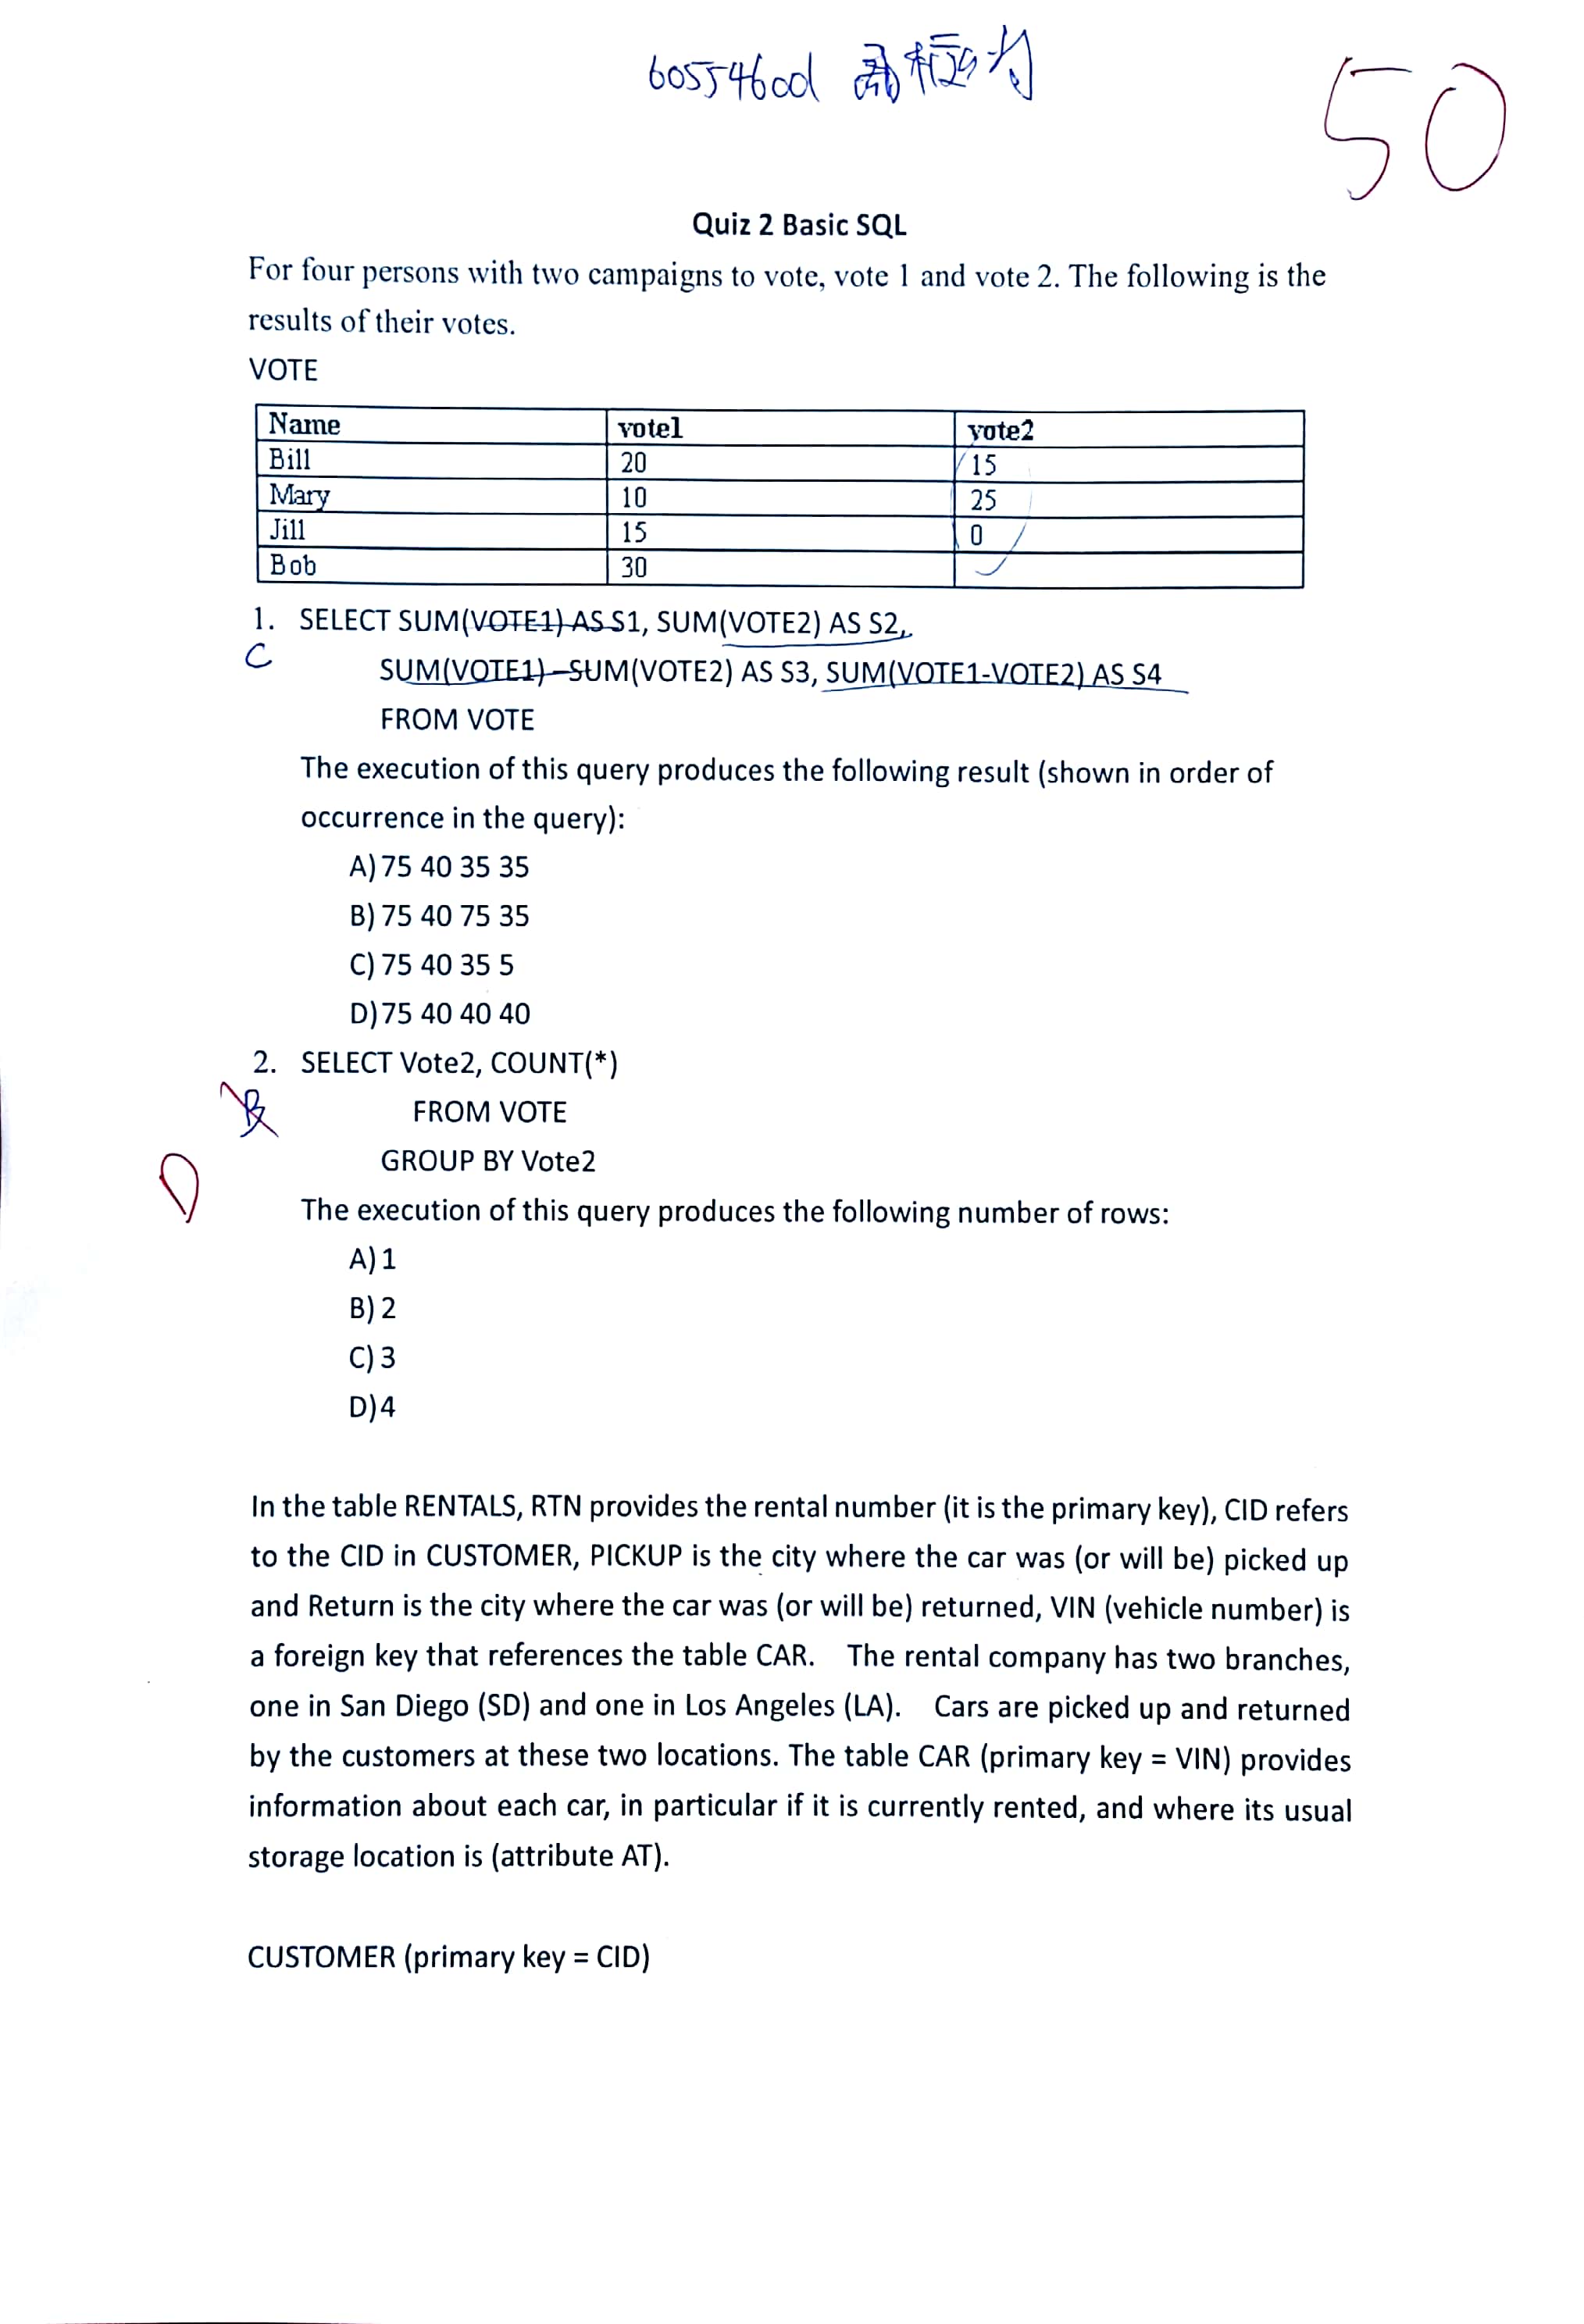 60554600d
50
Quiz 2 Basic SQL
For four persons with two campaigns to vote, vote 1 and vote 2. The following is the
results of their votes.
VOTE
Name vote1 vote2
Bill 20 15
Mary 10 25
Jill 15 0
Bob 30
1. SELECT SUM(VOTE1) AS S1, SUM(VOTE2) AS S2,
C
SUM(VOTE1)–SUM(VOTE2) AS S3, SUM(VOTE1-VOTE2) AS S4
FROM VOTE
The execution of this query produces the following result (shown in order of
occurrence in the query):
A) 75 40 35 35
B) 75 40 75 35
C) 75 40 35 5
D) 75 40 40 40
2. SELECT Vote2, COUNT(*)
B
FROM VOTE
GROUP BY Vote2
D
The execution of this query produces the following number of rows:
A) 1
B) 2
C) 3
D) 4
In the table RENTALS, RTN provides the rental number (it is the primary key), CID refers
to the CID in CUSTOMER, PICKUP is the city where the car was (or will be) picked up
and Return is the city where the car was (or will be) returned, VIN (vehicle number) is
a foreign key that references the table CAR. The rental company has two branches,
one in San Diego (SD) and one in Los Angeles (LA). Cars are picked up and returned
by the customers at these two locations. The table CAR (primary key = VIN) provides
information about each car, in particular if it is currently rented, and where its usual
storage location is (attribute AT).
CUSTOMER (primary key = CID)